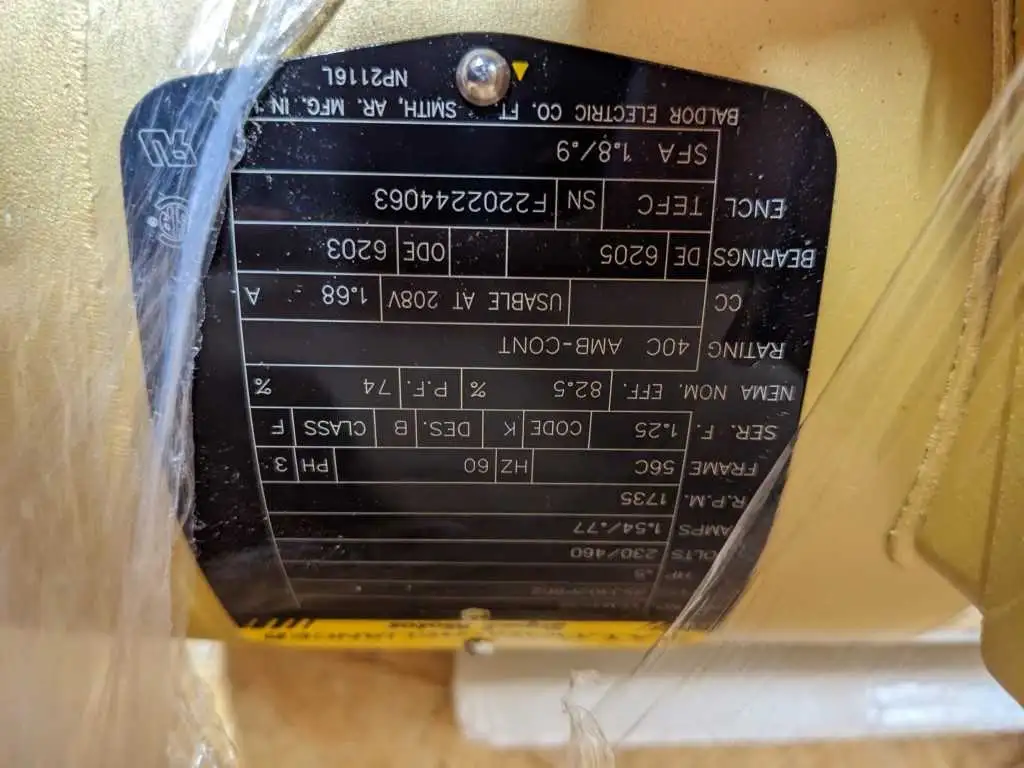 HP .5
VOLTS 230/460
AMPS 1.54/.77
R.P.M. 1735
FRAME 56C HZ 60 PH 3
SER. F. 1.25 CODE K DES. B CLASS F
NEMA NOM. EFF. 82.5 % P.F. 74 %
RATING 40C AMB-CONT
CC USABLE AT 208V 1.68 A
BEARINGS DE 6205 ODE 6203
ENCL TEFC SN F2202244063
SFA 1.8/.9
BALDOR ELECTRIC CO. FT. SMITH, AR. MFG. IN
NP2116L